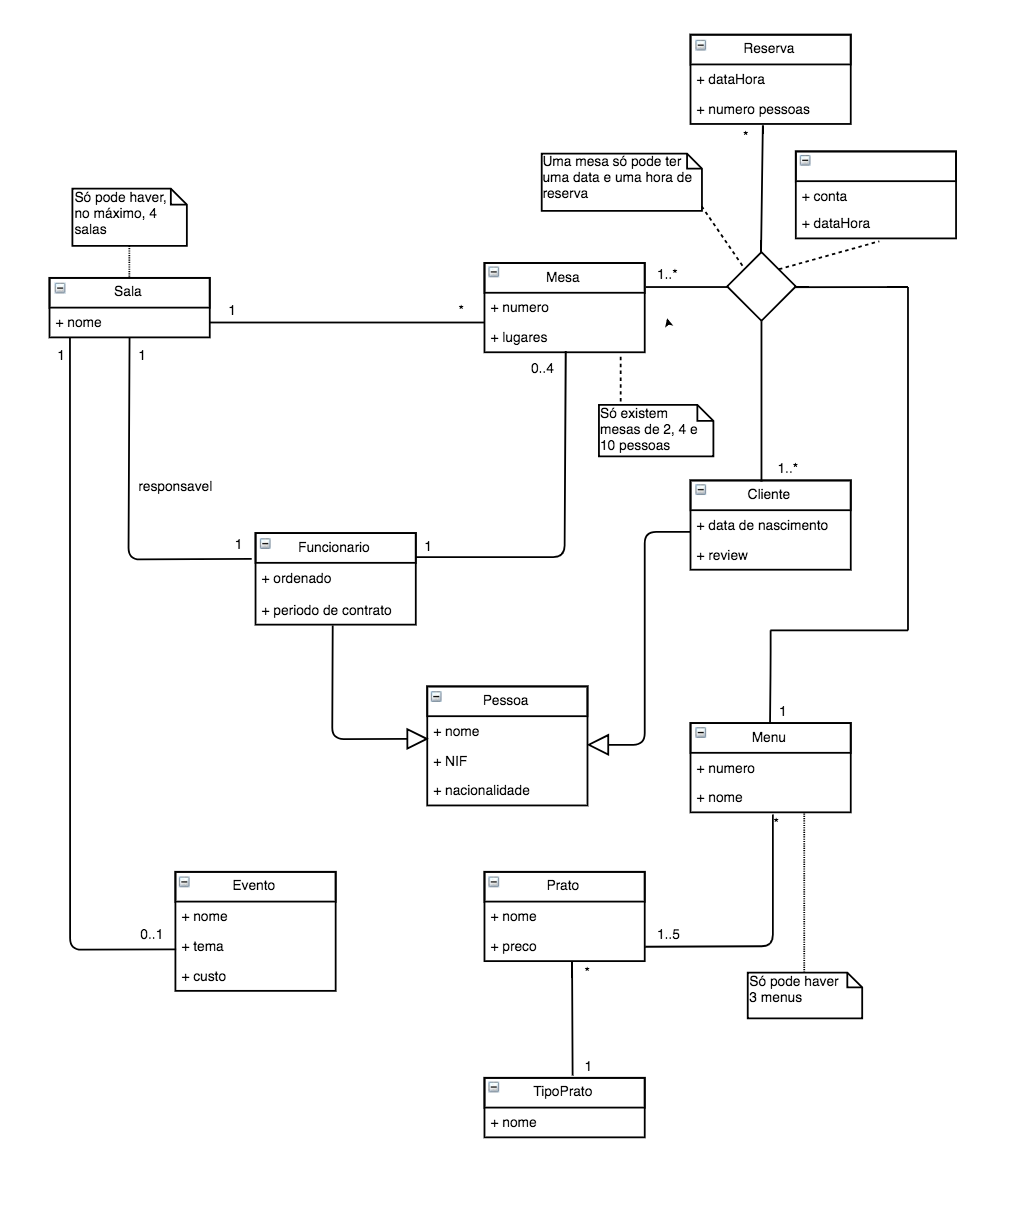 Reserva
+ dataHora
+ numero pessoas
*
Uma mesa só pode ter
uma data e uma hora de
reserva
+ conta
+ dataHora
Só pode haver,
no máximo, 4
salas
Sala
+ nome
1
*
Mesa
+ numero
+ lugares
1..*
0..4
1
1
Só existem
mesas de 2, 4 e
10 pessoas
1..*
Cliente
+ data de nascimento
+ review
responsavel
1
Funcionario
+ ordenado
+ periodo de contrato
1
Pessoa
+ nome
+ NIF
+ nacionalidade
1
Menu
+ numero
+ nome
*
Evento
+ nome
+ tema
+ custo
0..1
Prato
+ nome
+ preco
1..5
*
Só pode haver
3 menus
1
TipoPrato
+ nome